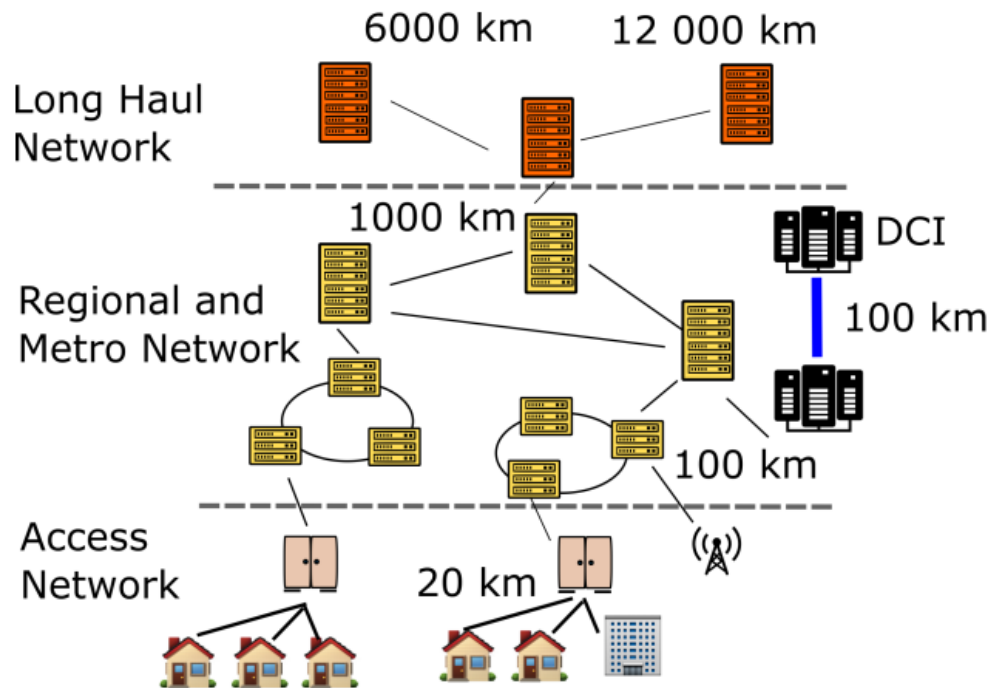 6000 km
12 000 km
Long Haul
Network
1000 km
DCI
Regional and
Metro Network
100 km
100 km
Access
Network
20 km